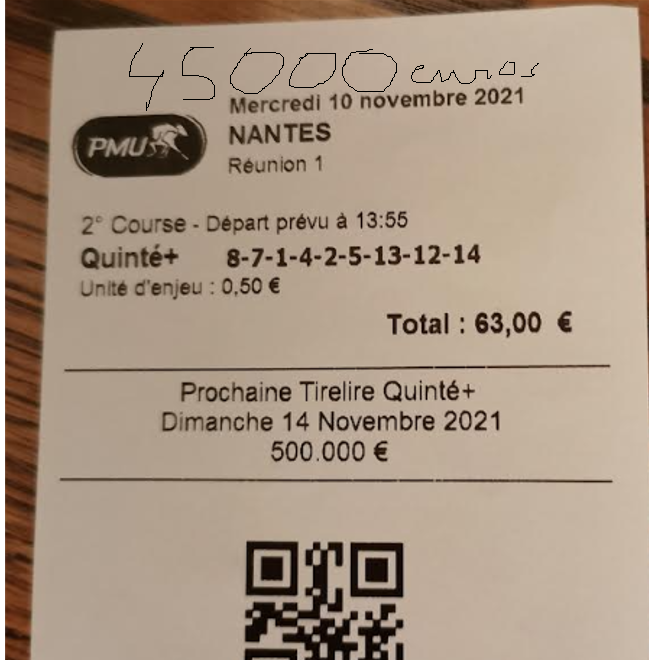 45000 euros
Mercredi 10 novembre 2021
PMU
NANTES
Réunion 1
2° Course - Départ prévu à 13:55
Quinté+ 8-7-1-4-2-5-13-12-14
Unité d'enjeu : 0,50 €
Total : 63,00 €
Prochaine Tirelire Quinté+
Dimanche 14 Novembre 2021
500.000 €